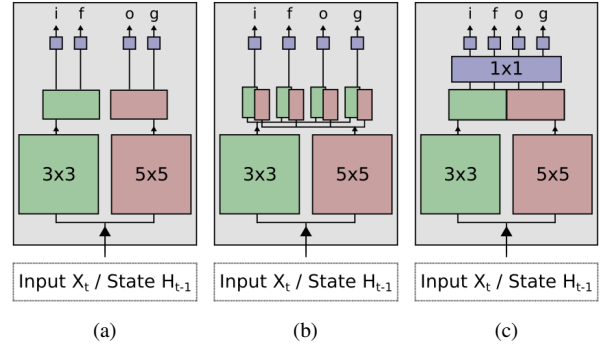 i f o g
3x3 5x5
Input Xt / State Ht-1
(a)
i f o g
3x3 5x5
Input Xt / State Ht-1
(b)
i f o g
1x1
3x3 5x5
Input Xt / State Ht-1
(c)